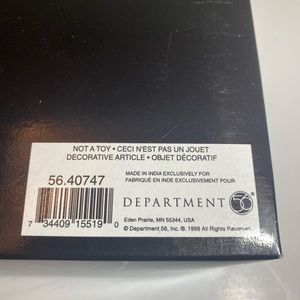 NOT A TOY • CECI N'EST PAS UN JOUET
DECORATIVE ARTICLE • OBJET DÉCORATIF
56.40747
7 34409 15519 0
MADE IN INDIA EXCLUSIVELY FOR
FABRIQUÉ EN INDE EXCLUSIVEMENT POUR
DEPARTMENT 56
Eden Prairie, MN 55344, USA
© Department 56, Inc. ® 1999 All Rights Reserved